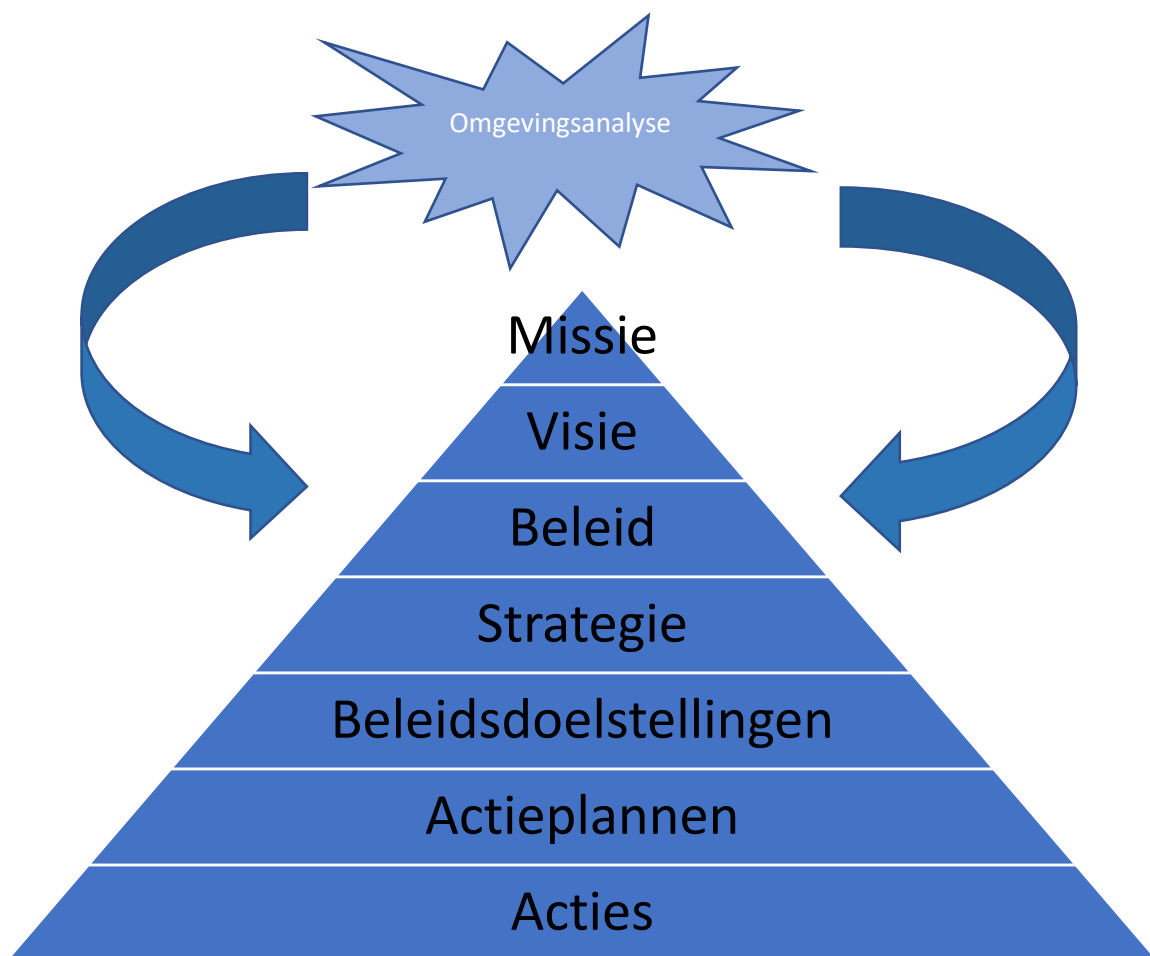 Omgevingsanalyse
Missie
Visie
Beleid
Strategie
Beleidsdoelstellingen
Actieplannen
Acties